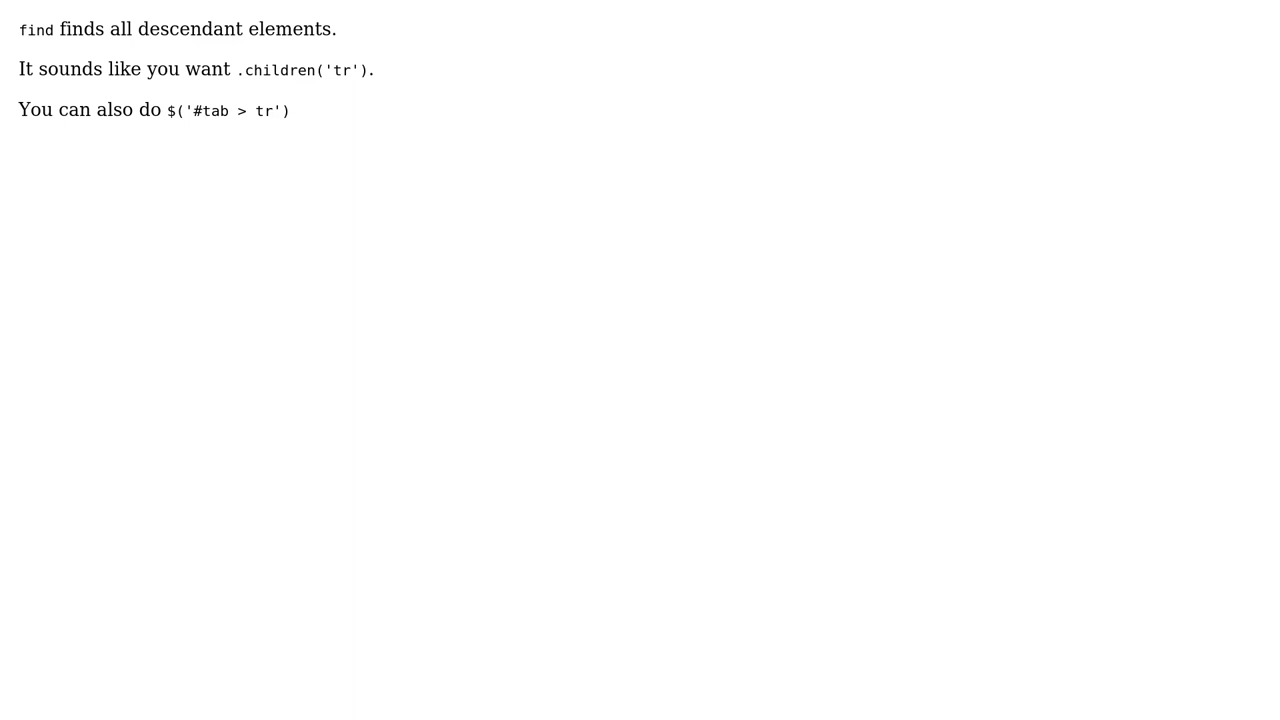 find finds all descendant elements.
It sounds like you want .children('tr').
You can also do $('#tab > tr')